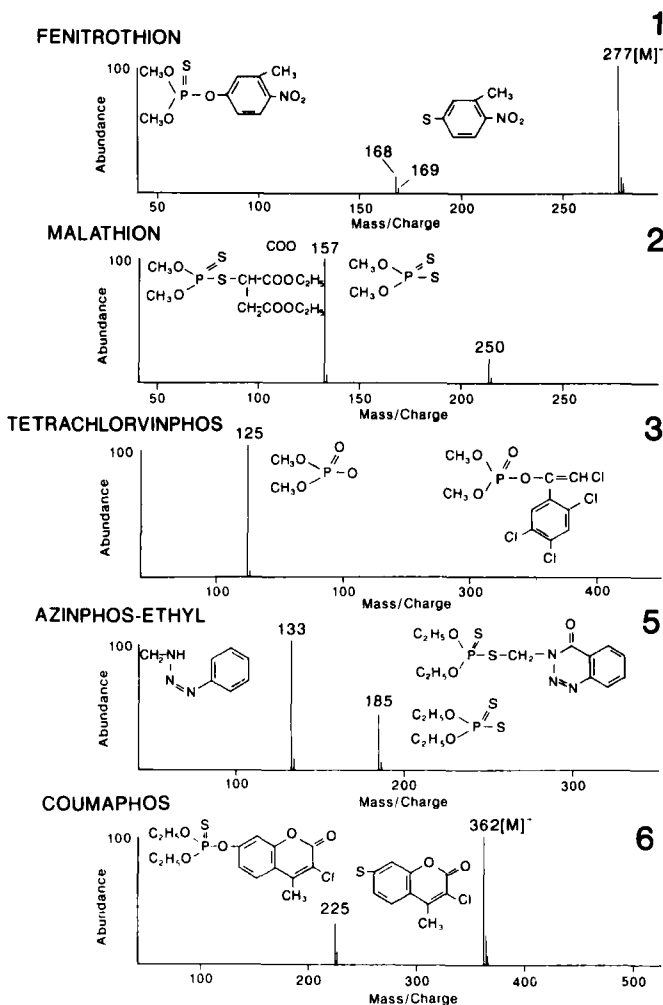 1
FENITROTHION
277[M]⁻
100
CH₃O
S
P
O
CH₃O
CH₃
NO₂
CH₃
S
NO₂
168
169
Abundance
50 100 150 200 250
Mass/Charge
2
MALATHION
COO 157
100
CH₃O
S
P—S—CH—COOC₂H₅
CH₃O
CH₂COOC₂H₅
CH₃O
S
P
S
CH₃O
250
Abundance
50 100 150 200 250
Mass/Charge
3
TETRACHLORVINPHOS
125
100
CH₃O
O
P
O
CH₃O
CH₃O
O
P—O—C=CHCl
CH₃O
Cl
Cl
Cl
Abundance
100 100 300 400
Mass/Charge
5
AZINPHOS-ETHYL
133
100
CH₂-NH
N=N
C₂H₅O
S
P—S—CH₂—N
C₂H₅O
O
N=N
185
C₂H₅O
S
P
S
C₂H₅O
Abundance
100 200 300
Mass/Charge
6
COUMAPHOS
362[M]⁻
100
C₂H₅O
S
P—O
C₂H₅O
O
O
Cl
CH₃
S
O
O
Cl
CH₃
225
Abundance
100 200 300 400 500
Mass/Charge